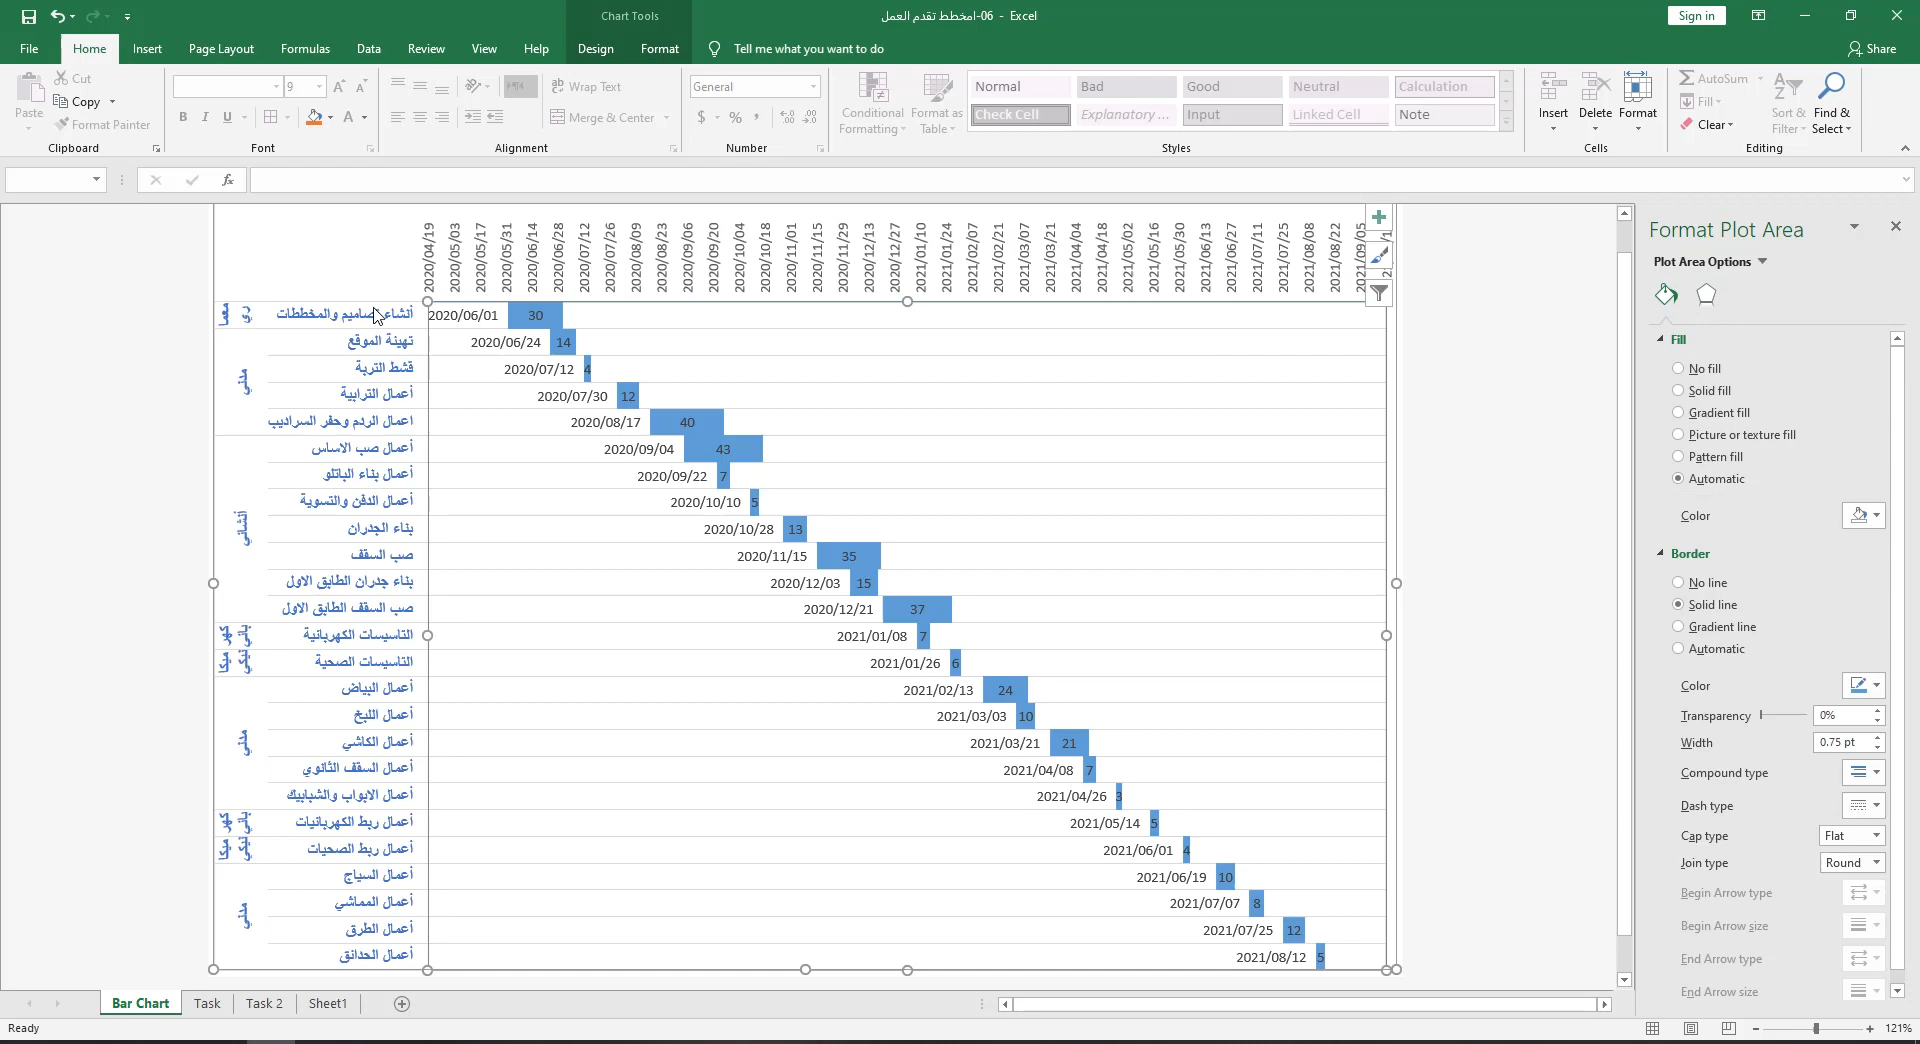 Chart Tools
06-امخطط تقدم العمل - Excel
Sign in
File Home Insert Page Layout Formulas Data Review View Help Design Format Tell me what you want to do Share
Cut
Copy
Format Painter
Paste
Clipboard
9
B I U
Font
Wrap Text
Merge & Center
Alignment
General
Number
Conditional Formatting
Format as Table
Normal Bad Good Neutral Calculation
Check Cell Explanatory ... Input Linked Cell Note
Styles
Insert Delete Format
Cells
AutoSum
Fill
Clear
Sort & Filter
Find & Select
Editing
fx
2020/04/19
2020/05/03
2020/05/17
2020/05/31
2020/06/14
2020/06/28
2020/07/12
2020/07/26
2020/08/09
2020/08/23
2020/09/06
2020/09/20
2020/10/04
2020/10/18
2020/11/01
2020/11/15
2020/11/29
2020/12/13
2020/12/27
2021/01/10
2021/01/24
2021/02/07
2021/02/21
2021/03/07
2021/03/21
2021/04/04
2021/04/18
2021/05/02
2021/05/16
2021/05/30
2021/06/13
2021/06/27
2021/07/11
2021/07/25
2021/08/08
2021/08/22
2021/09/05
معما
ري
2020/06/01 30
مدني
تهيئة الموقع 2020/06/24 14
قشط التربة 2020/07/12 4
أعمال الترابية 2020/07/30 12
اعمال الردم وحفر السراديب 2020/08/17 40
أنشائي
أعمال صب الاساس 2020/09/04 43
أعمال بناء الباتلو 2020/09/22 7
أعمال الدفن والتسوية 2020/10/10 5
بناء الجدران 2020/10/28 13
صب السقف 2020/11/15 35
بناء جدران الطابق الاول 2020/12/03 15
صب السقف الطابق الاول 2020/12/21 37
كهر ميكا
بائي نيكي
التاسيسات الكهربائية 2021/01/08 7
التاسيسات الصحية 2021/01/26 6
مدني
أعمال البياض 2021/02/13 24
أعمال اللبخ 2021/03/03 10
أعمال الكاشي 2021/03/21 21
أعمال السقف الثانوي 2021/04/08 7
أعمال الابواب والشبابيك 2021/04/26 3
كهر ميكا
بائي نيكي
أعمال ربط الكهربائيات 2021/05/14 5
أعمال ربط الصحيات 2021/06/01 4
مدني
أعمال السياج 2021/06/19 10
أعمال المماشي 2021/07/07 8
أعمال الطرق 2021/07/25 12
أعمال الحدائق 2021/08/12 5
Format Plot Area
Plot Area Options
Fill
No fill
Solid fill
Gradient fill
Picture or texture fill
Pattern fill
Automatic
Color
Border
No line
Solid line
Gradient line
Automatic
Color
Transparency 0%
Width 0.75 pt
Compound type
Dash type
Cap type Flat
Join type Round
Begin Arrow type
Begin Arrow size
End Arrow type
End Arrow size
Bar Chart Task Task 2 Sheet1
Ready
121%